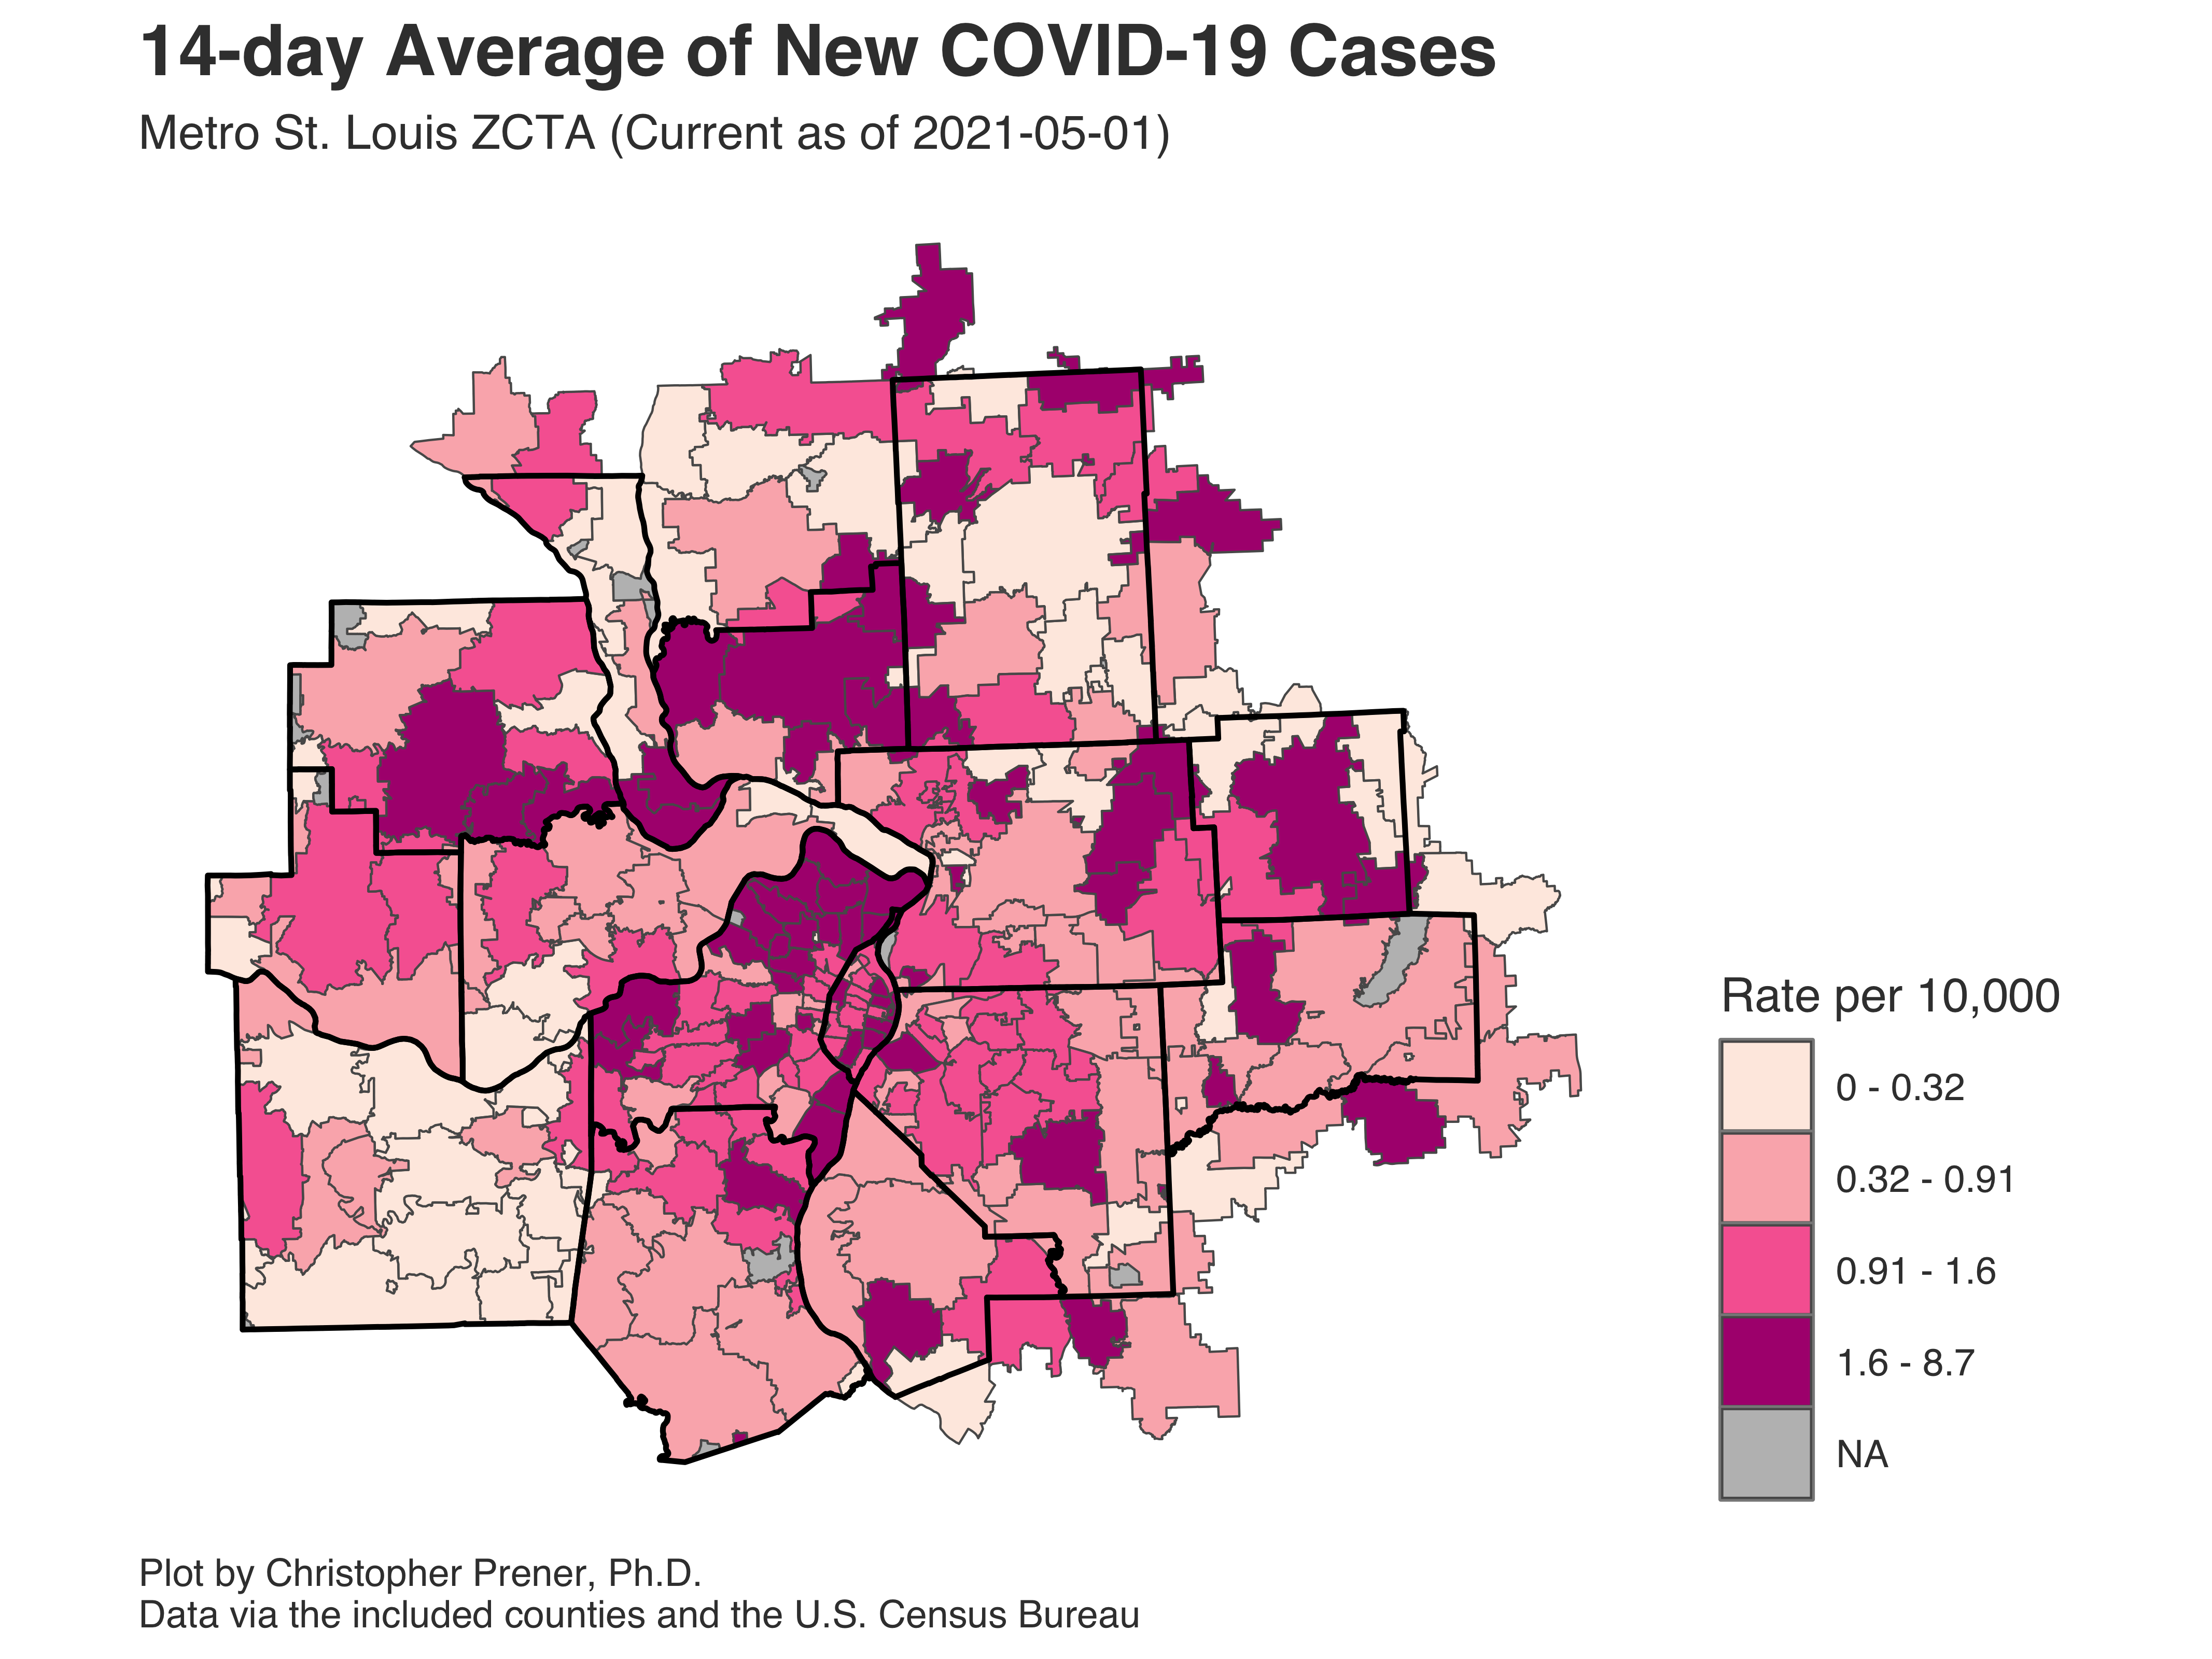 14-day Average of New COVID-19 Cases
Metro St. Louis ZCTA (Current as of 2021-05-01)
Rate per 10,000
0 - 0.32
0.32 - 0.91
0.91 - 1.6
1.6 - 8.7
NA
Plot by Christopher Prener, Ph.D.
Data via the included counties and the U.S. Census Bureau